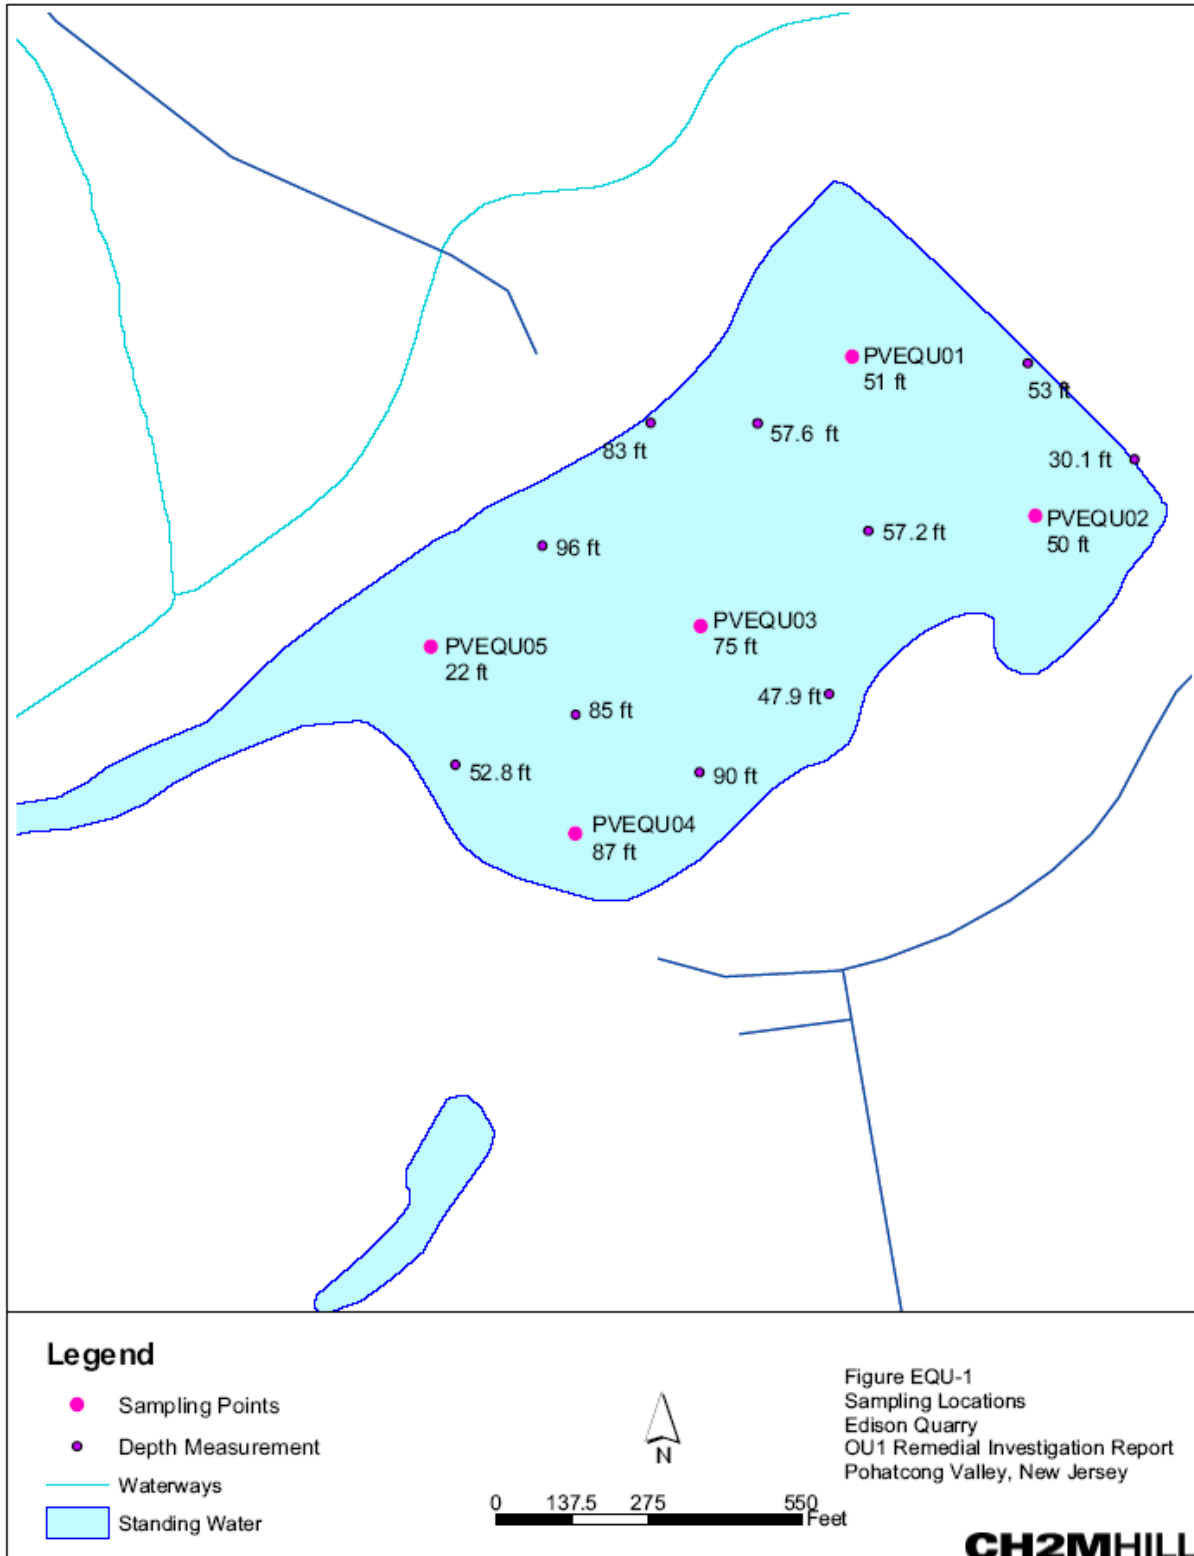 PVEQU01
51 ft
53 ft
83 ft
57.6 ft
30.1 ft
PVEQU02
50 ft
57.2 ft
96 ft
PVEQU03
75 ft
PVEQU05
22 ft
47.9 ft
85 ft
52.8 ft
90 ft
PVEQU04
87 ft
Legend
Sampling Points
Depth Measurement
Waterways
Standing Water
N
0 137.5 275 550
Feet
Figure EQU-1
Sampling Locations
Edison Quarry
OU1 Remedial Investigation Report
Pohatcong Valley, New Jersey
CH2MHILL